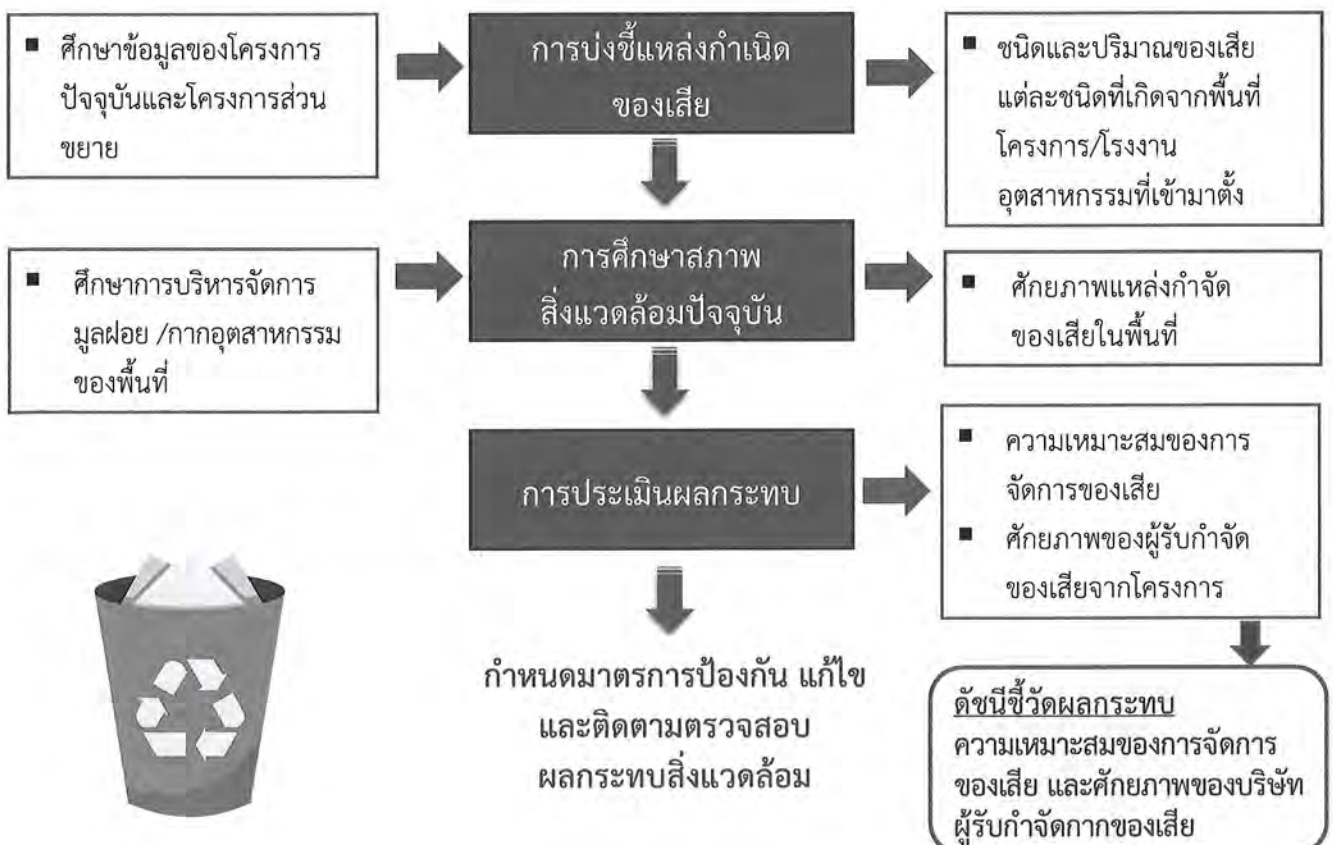 ศึกษาข้อมูลของโครงการ
ปัจจุบันและโครงการส่วน
ขยาย
การบ่งชี้แหล่งกำเนิด
ของเสีย
ชนิดและปริมาณของเสีย
แต่ละชนิดที่เกิดจากพื้นที่
โครงการ/โรงงาน
อุตสาหกรรมที่เข้ามาตั้ง
ศึกษาการบริหารจัดการ
มูลฝอย /กากอุตสาหกรรม
ของพื้นที่
การศึกษาสภาพ
สิ่งแวดล้อมปัจจุบัน
ศักยภาพแหล่งกำจัด
ของเสียในพื้นที่
การประเมินผลกระทบ
ความเหมาะสมของการ
จัดการของเสีย
ศักยภาพของผู้รับกำจัด
ของเสียจากโครงการ
กำหนดมาตรการป้องกัน แก้ไข
และติดตามตรวจสอบ
ผลกระทบสิ่งแวดล้อม
ดัชนีชี้วัดผลกระทบ
ความเหมาะสมของการจัดการ
ของเสีย และศักยภาพของบริษัท
ผู้รับกำจัดกากของเสีย